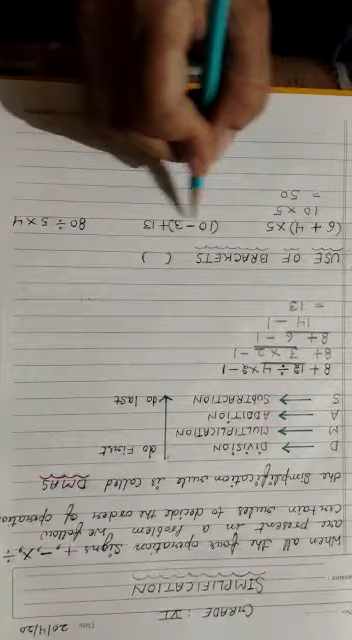 No
Date 20/4/20
GRADE : VI
SIMPLIFICATION
When all the four operation signs +, -, x, ÷
are present in a problem we follow
certain rules to decide the order of operation
the simplification rule is called DMAS
D → DIVISION do First
M → MULTIPLICATION
A → ADDITION
S → SUBTRACTION do last
8 + 12 ÷ 4 x 2 - 1
8 + 3 x 2 - 1
8 + 6 - 1
14 - 1
= 13
USE OF BRACKETS ( )
(6 + 4) x 5 (10 - 3) + 13 80 ÷ 5 x 4
10 x 5
= 50